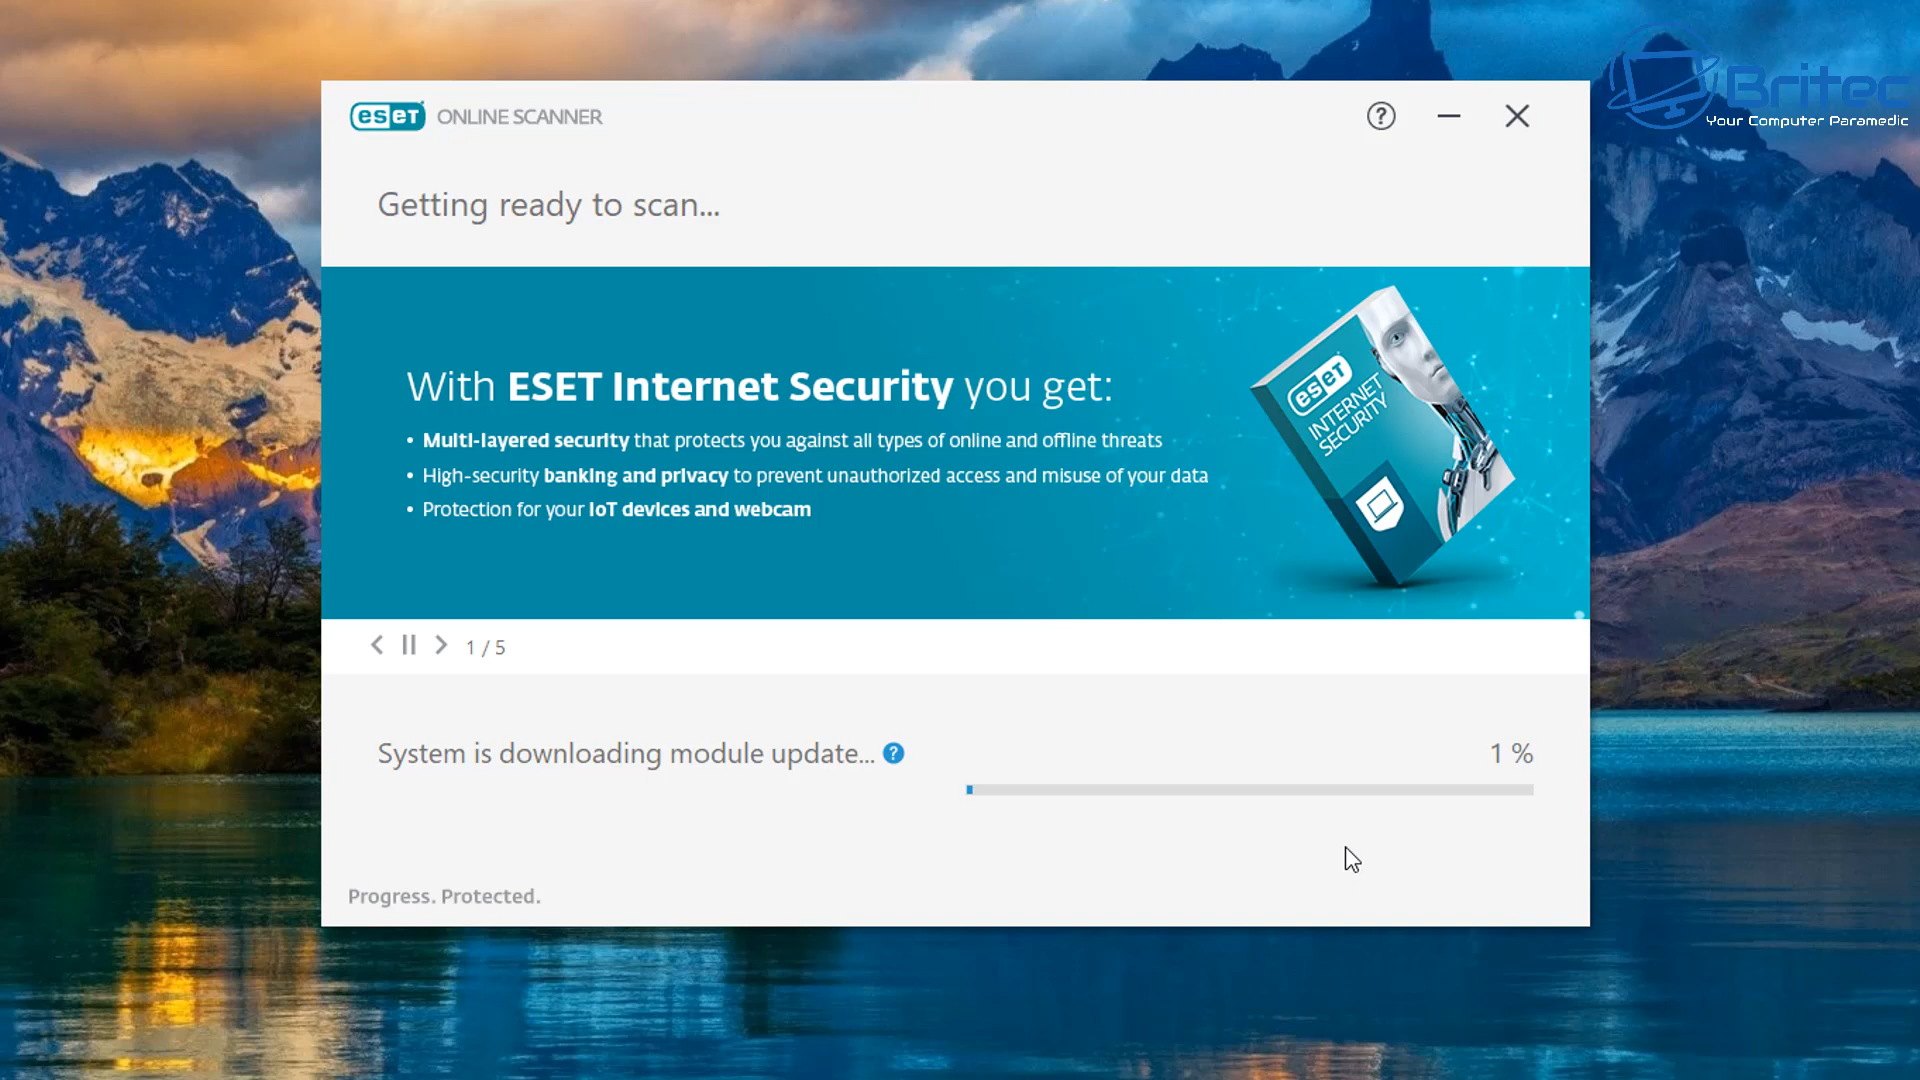 eseT ONLINE SCANNER
?
Britec
Your Computer Paramedic
Getting ready to scan...
With ESET Internet Security you get:
• Multi-layered security that protects you against all types of online and offline threats
• High-security banking and privacy to prevent unauthorized access and misuse of your data
• Protection for your IoT devices and webcam
eseT
INTERNET
SECURITY
1 / 5
System is downloading module update... ?
1 %
Progress. Protected.